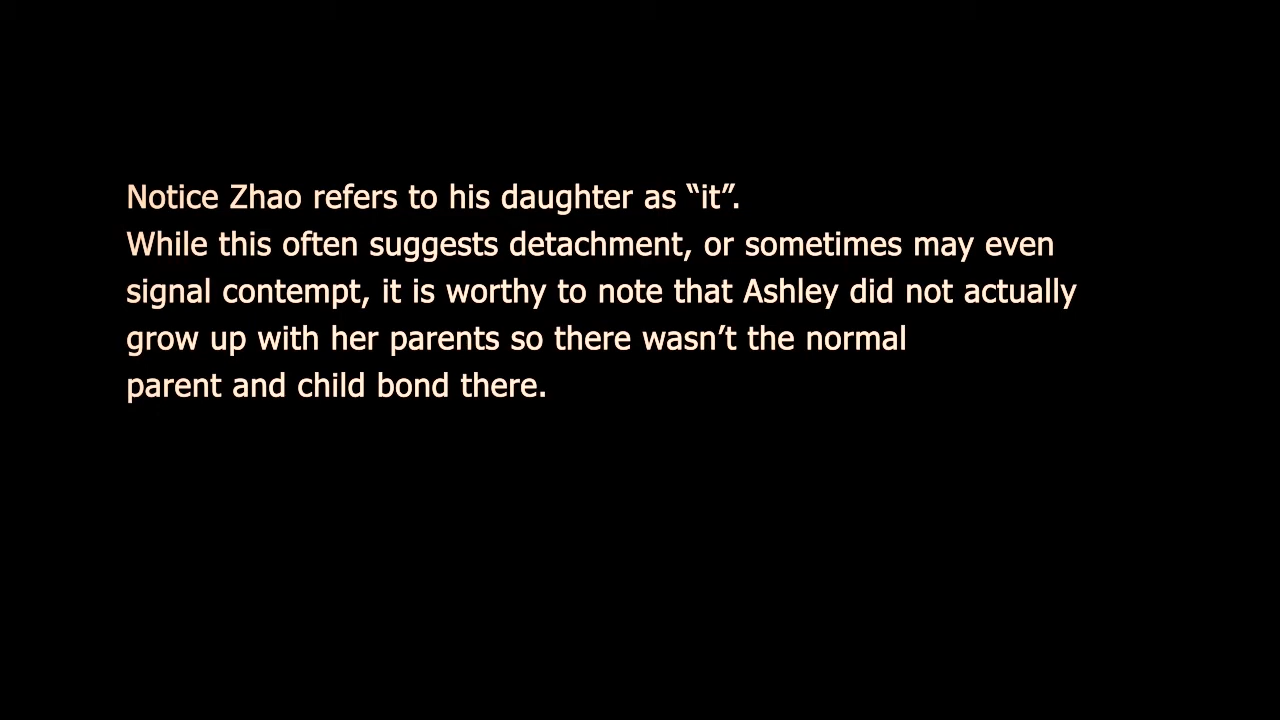 Notice Zhao refers to his daughter as “it”.
While this often suggests detachment, or sometimes may even
signal contempt, it is worthy to note that Ashley did not actually
grow up with her parents so there wasn’t the normal
parent and child bond there.